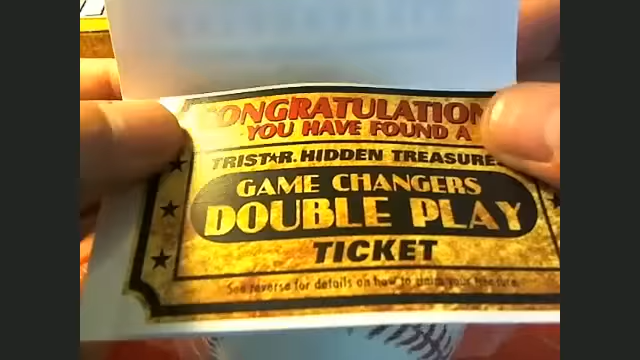 CONGRATULATIONS
YOU HAVE FOUND A
TRIST★R. HIDDEN TREASURES
GAME CHANGERS
DOUBLE PLAY
TICKET
See reverse for details on how to claim your treasure.